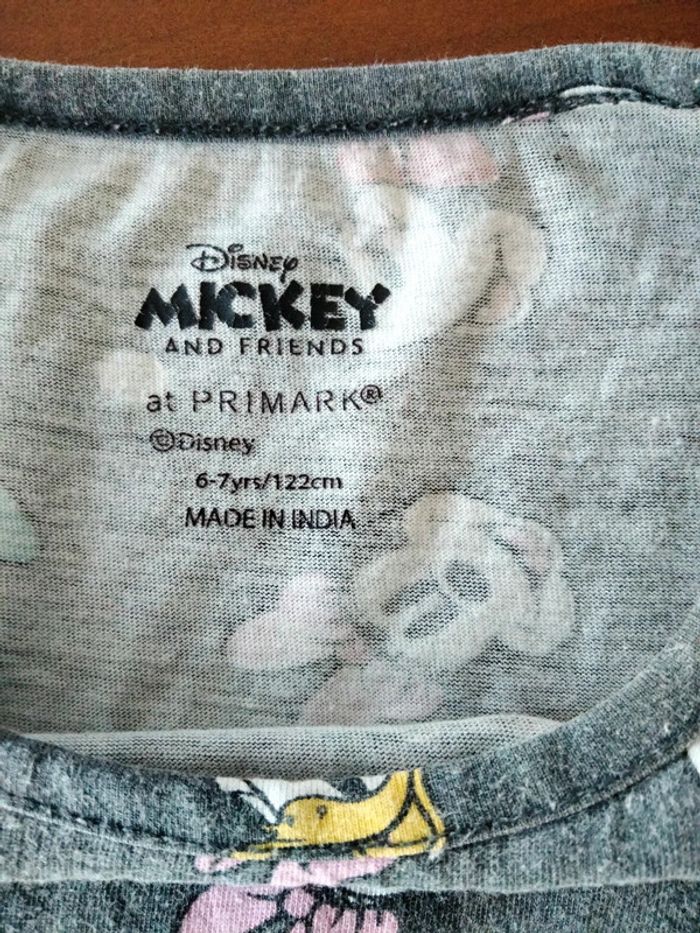 Disney
MICKEY
AND FRIENDS
at PRIMARK®
©Disney
6-7yrs/122cm
MADE IN INDIA